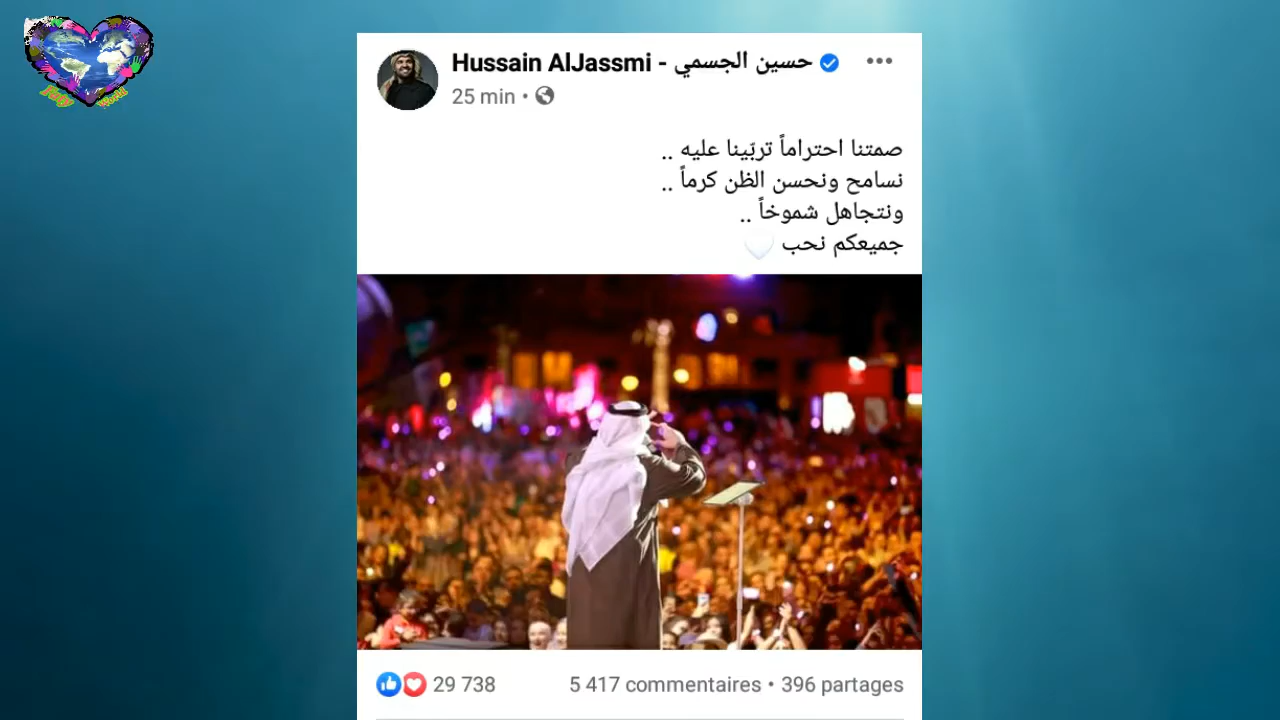 Hussain AlJassmi - حسين الجسمي
25 min
صمتنا احتراماً تربّينا عليه ..
نسامح ونحسن الظن كرماً ..
ونتجاهل شموخاً ..
جميعكم نحب
29 738
5 417 commentaires • 396 partages
World